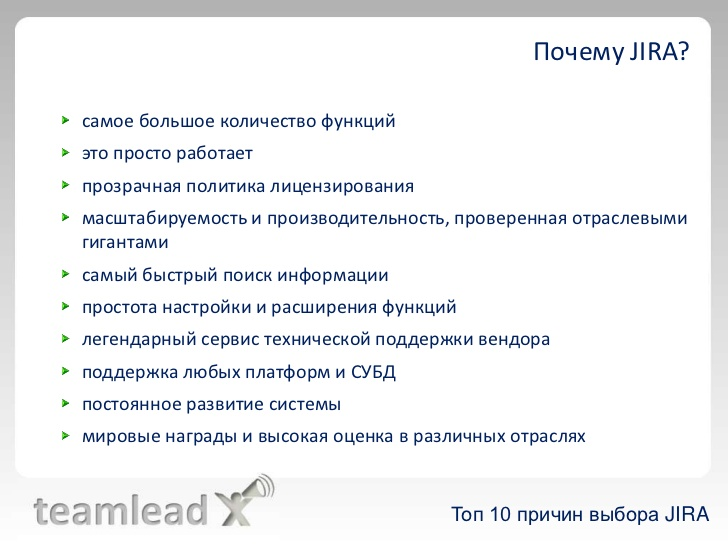 Почему JIRA?
самое большое количество функций
это просто работает
прозрачная политика лицензирования
масштабируемость и производительность, проверенная отраслевыми
гигантами
самый быстрый поиск информации
простота настройки и расширения функций
легендарный сервис технической поддержки вендора
поддержка любых платформ и СУБД
постоянное развитие системы
мировые награды и высокая оценка в различных отраслях
teamlead
Топ 10 причин выбора JIRA